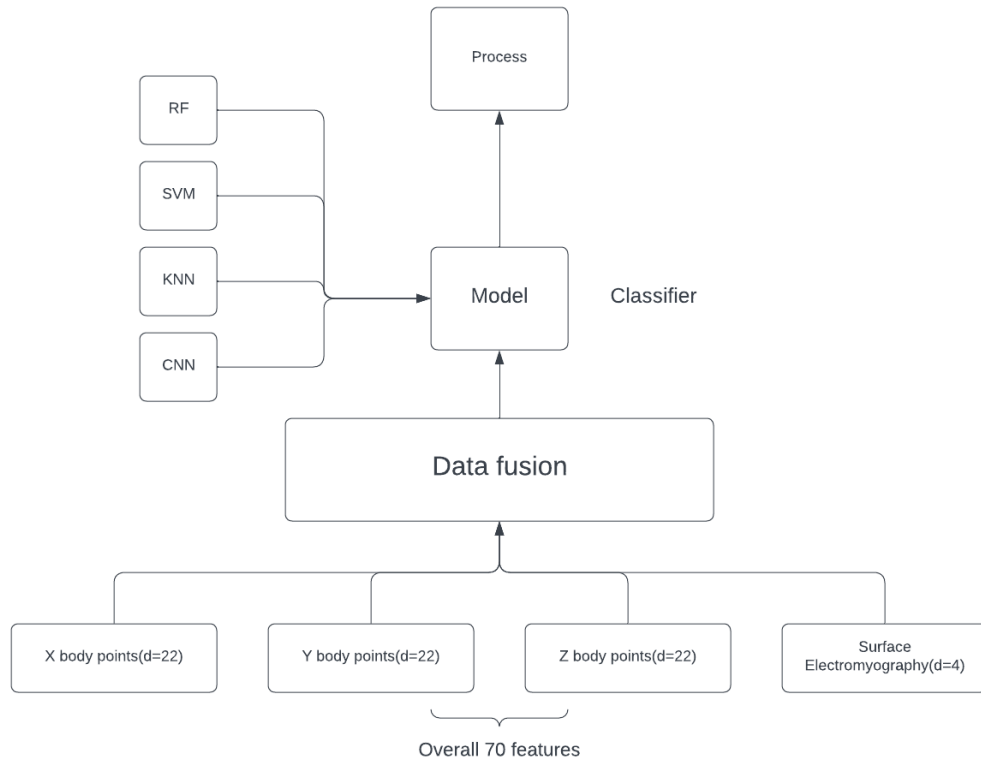 Process
RF
SVM
KNN
CNN
Model
Classifier
Data fusion
X body points(d=22)
Y body points(d=22)
Z body points(d=22)
Surface
Electromyography(d=4)
Overall 70 features